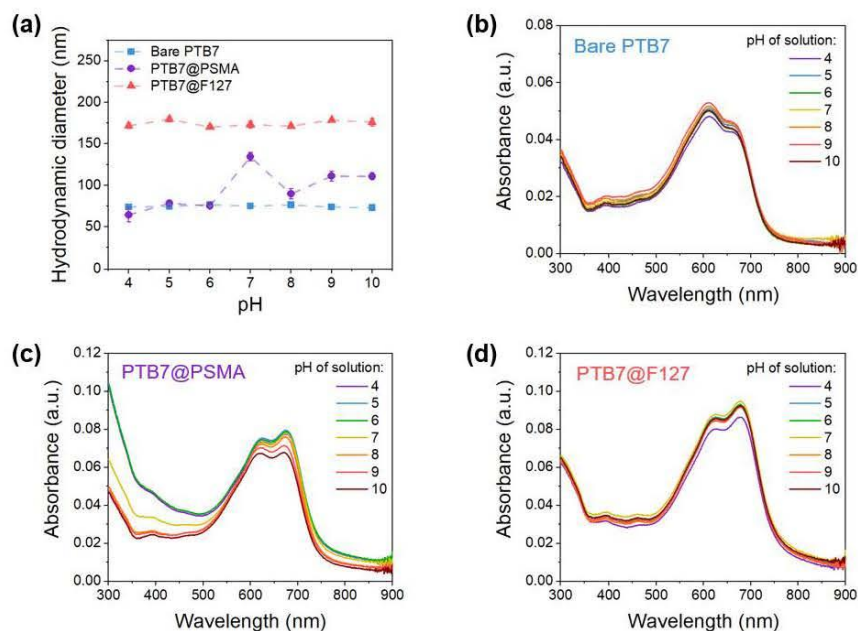 (a)
Bare PTB7
PTB7@PSMA
PTB7@F127
Hydrodynamic diameter (nm)
250
200
175
150
125
100
75
50
25
0
4 5 6 7 8 9 10
pH
(b)
Bare PTB7
pH of solution:
4
5
6
7
8
9
10
Absorbance (a.u.)
0.08
0.06
0.04
0.02
0.00
300 400 500 600 700 800 900
Wavelength (nm)
(c)
PTB7@PSMA
pH of solution:
4
5
6
7
8
9
10
Absorbance (a.u.)
0.12
0.10
0.08
0.06
0.04
0.02
0.00
300 400 500 600 700 800 900
Wavelength (nm)
(d)
PTB7@F127
pH of solution:
4
5
6
7
8
9
10
Absorbance (a.u.)
0.12
0.10
0.08
0.06
0.04
0.02
0.00
300 400 500 600 700 800 900
Wavelength (nm)